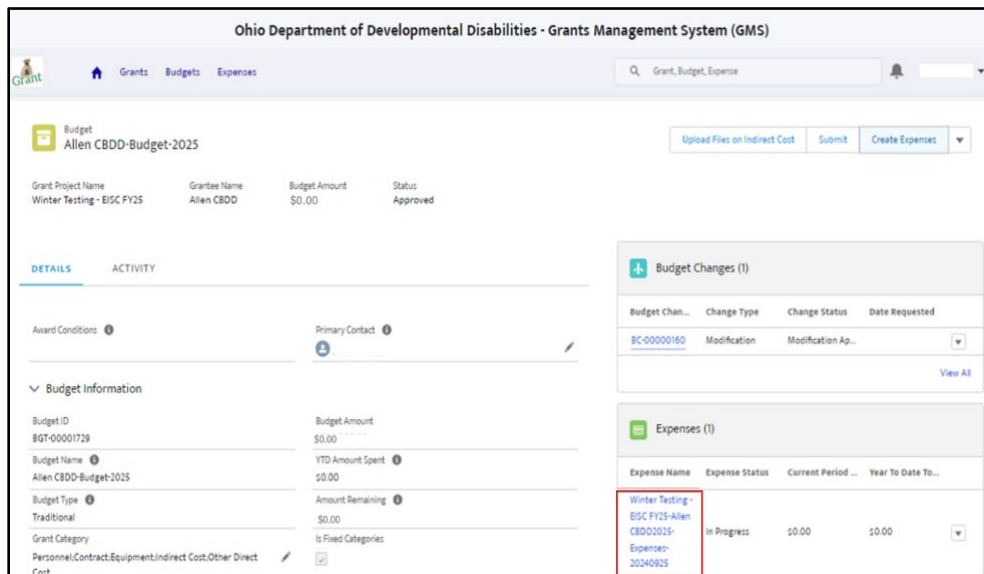 Ohio Department of Developmental Disabilities - Grants Management System (GMS)
Grant
Grants Budgets Expenses
Grant, Budget, Expense
Budget
Allen CBDD-Budget-2025
Upload Files on Indirect Cost Submit Create Expenses
Grant Project Name Grantee Name Budget Amount Status
Winter Testing - EISC FY25 Allen CBDD $0.00 Approved
DETAILS ACTIVITY
Award Conditions Primary Contact
Budget Information
Budget ID Budget Amount
BGT-00001729 $0.00
Budget Name YTD Amount Spent
Allen CBDD-Budget-2025 $0.00
Budget Type Amount Remaining
Traditional $0.00
Grant Category Is Fixed Categories
Personnel;Contract;Equipment;Indirect Cost;Other Direct
Cost
Budget Changes (1)
Budget Chan... Change Type Change Status Date Requested
BC-00000160 Modification Modification Ap...
View All
Expenses (1)
Expense Name Expense Status Current Period ... Year To Date To...
Winter Testing -
EISC FY25-Allen
CBDD2025-
Expenses-
20240925
In Progress $0.00 $0.00